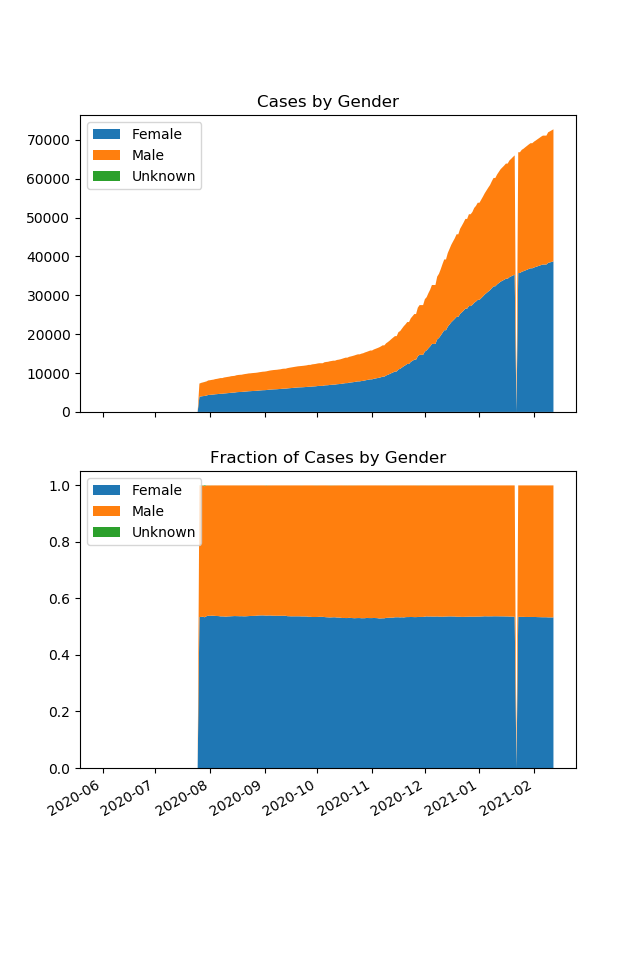 Cases by Gender
Female
Male
Unknown
70000
60000
50000
40000
30000
20000
10000
0
Fraction of Cases by Gender
Female
Male
Unknown
1.0
0.8
0.6
0.4
0.2
0.0
2020-06
2020-07
2020-08
2020-09
2020-10
2020-11
2020-12
2021-01
2021-02